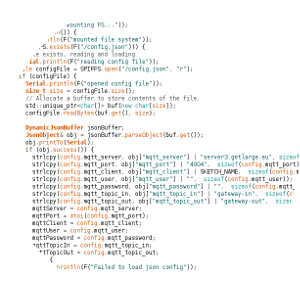 ounting FS..."));
()) {
tln(F("mounted file system"));
.S.exists(F("/config.json"))) {
e exists, reading and loading
ial.println(F("reading config file"));
le configFile = SPIFFS.open("/config.json", "r");
if (configFile) {
Serial.println(F("opened config file"));
size_t size = configFile.size();
// Allocate a buffer to store contents of the file.
std::unique_ptr<char[]> buf(new char[size]);
configFile.readBytes(buf.get(), size);
DynamicJsonBuffer jsonBuffer;
JsonObject& obj = jsonBuffer.parseObject(buf.get());
obj.printTo(Serial);
if (obj.success()) {
strlcpy(config.mqtt_server, obj["mqtt_server"] | "server3.getlarge.eu", sizeof
strlcpy(config.mqtt_port, obj["mqtt_port"] | "4004", sizeof(config.mqtt_port)
strlcpy(config.mqtt_client, obj["mqtt_client"] | SKETCH_NAME, sizeof(config.m
strlcpy(config.mqtt_user, obj["mqtt_user"] | "", sizeof(config.mqtt_user));
strlcpy(config.mqtt_password, obj["mqtt_password"] | "", sizeof(config.mqtt_
strlcpy(config.mqtt_topic_in, obj["mqtt_topic_in"] | "gateway-in", sizeof(c
strlcpy(config.mqtt_topic_out, obj["mqtt_topic_out"] | "gateway-out", sizeo
mqttServer = config.mqtt_server;
mqttPort = atoi(config.mqtt_port);
mqttClient = config.mqtt_client;
mqttUser = config.mqtt_user;
mqttPassword = config.mqtt_password;
mqttTopicIn = config.mqtt_topic_in;
ttTopicOut = config.mqtt_topic_out;
{
println(F("Failed to load json config"));